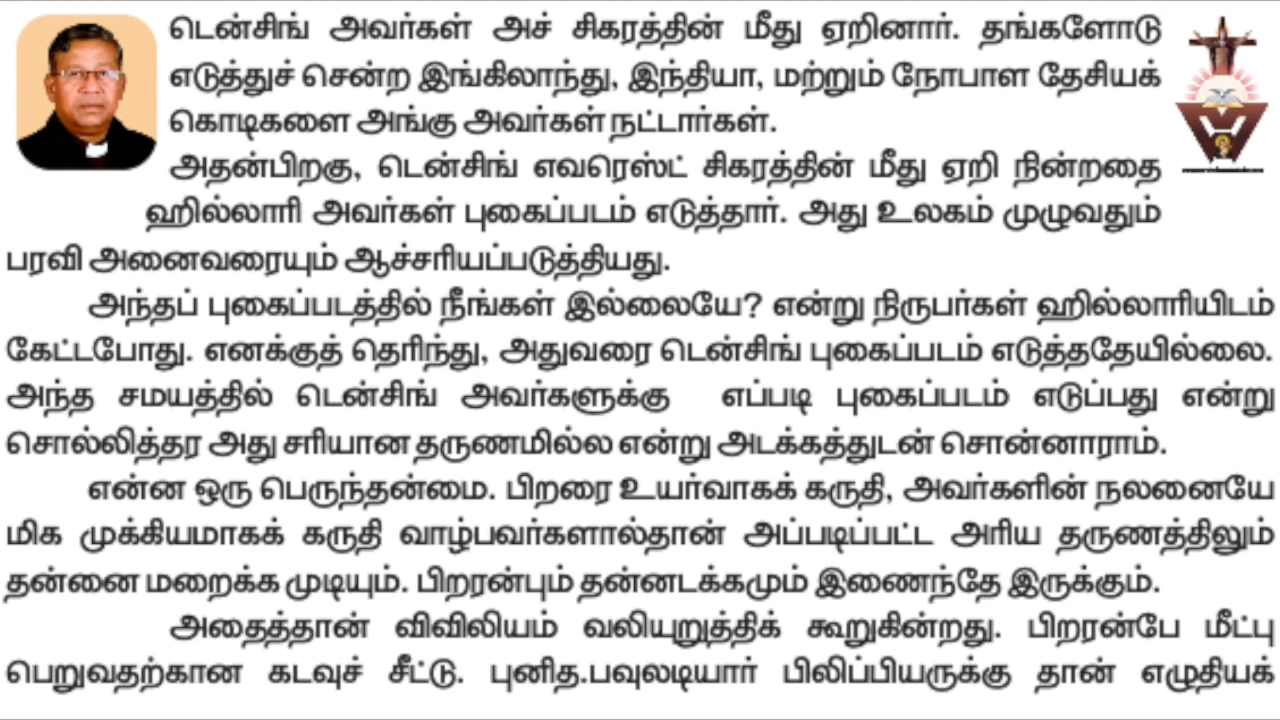 டென்சிங் அவர்கள் அச் சிகரத்தின் மீது ஏறினார். தங்களோடு
எடுத்துச் சென்ற இங்கிலாந்து, இந்தியா, மற்றும் நோபாள தேசியக்
கொடிகளை அங்கு அவர்கள் நட்டார்கள்.
அதன்பிறகு, டென்சிங் எவரெஸ்ட் சிகரத்தின் மீது ஏறி நின்றதை
ஹில்லாரி அவர்கள் புகைப்படம் எடுத்தார். அது உலகம் முழுவதும்
பரவி அனைவரையும் ஆச்சரியப்படுத்தியது.
அந்தப் புகைப்படத்தில் நீங்கள் இல்லையே? என்று நிருபர்கள் ஹில்லாரியிடம்
கேட்டபோது. எனக்குத் தெரிந்து, அதுவரை டென்சிங் புகைப்படம் எடுத்ததேயில்லை.
அந்த சமயத்தில் டென்சிங் அவர்களுக்கு எப்படி புகைப்படம் எடுப்பது என்று
சொல்லித்தர அது சரியான தருணமில்ல என்று அடக்கத்துடன் சொன்னாராம்.
என்ன ஒரு பெருந்தன்மை. பிறரை உயர்வாகக் கருதி, அவர்களின் நலனையே
மிக முக்கியமாகக் கருதி வாழ்பவர்களால்தான் அப்படிப்பட்ட அரிய தருணத்திலும்
தன்னை மறைக்க முடியும். பிறரன்பும் தன்னடக்கமும் இணைந்தே இருக்கும்.
அதைத்தான் விவிலியம் வலியுறுத்திக் கூறுகின்றது. பிறரன்பே மீட்பு
பெறுவதற்கான கடவுச் சீட்டு. புனித.பவுலடியார் பிலிப்பியருக்கு தான் எழுதியக்